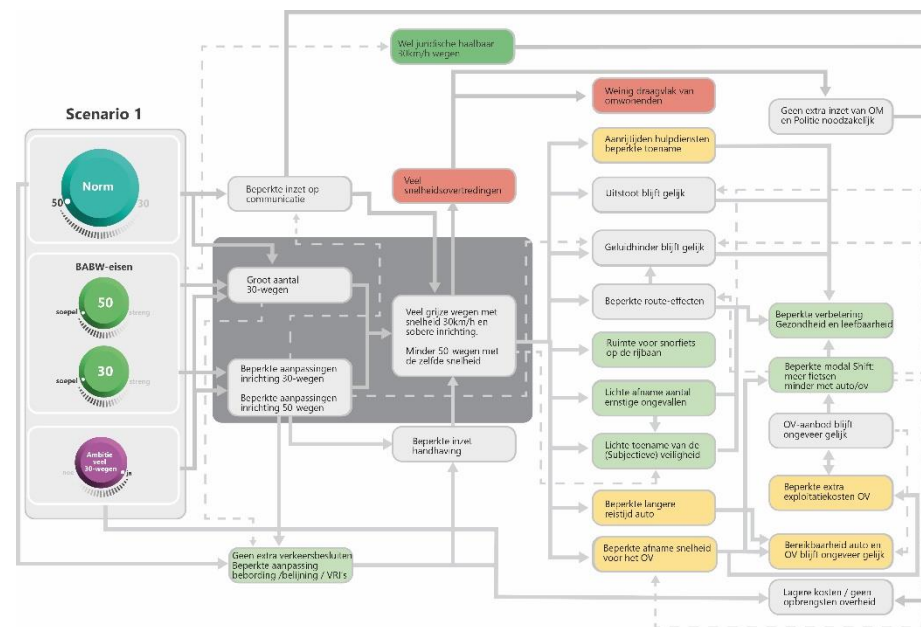 Scenario 1
Norm
50
30
BABW-eisen
50
soepel
streng
30
soepel
streng
Ambitie
veel
30-wegen
nee
ja
Wel juridische haalbaar
30km/h wegen
Beperkte inzet op
communicatie
Veel
snelheidsovertredingen
Groot aantal
30-wegen
Beperkte aanpassingen
inrichting 30-wegen
Beperkte aanpassingen
inrichting 50 wegen
Veel grijze wegen met
snelheid 30km/h en
sobere inrichting.
Minder 50 wegen met
de zelfde snelheid
Beperkte inzet
handhaving
Geen extra verkeersbesluiten
Beperkte aanpassing
bebording /belijning / VRI's
Weinig draagvlak van
omwonenden
Aanrijtijden hulpdiensten
beperkte toename
Uitstoot blijft gelijk
Geluidhinder blijft gelijk
Beperkte route-effecten
Ruimte voor snorfiets
op de rijbaan
Lichte afname aantal
ernstige ongevallen
Lichte toename van de
(Subjectieve) veiligheid
Beperkte langere
reistijd auto
Beperkte afname snelheid
voor het OV
Geen extra inzet van OM
en Politie noodzakelijk
Beperkte verbetering
Gezondheid en leefbaarheid
Beperkte modal Shift:
meer fietsen
minder met auto/ov
OV-aanbod blijft
ongeveer gelijk
Beperkte extra
exploitatiekosten OV
Bereikbaarheid auto en
OV blijft ongeveer gelijk
Lagere kosten / geen
opbrengsten overheid